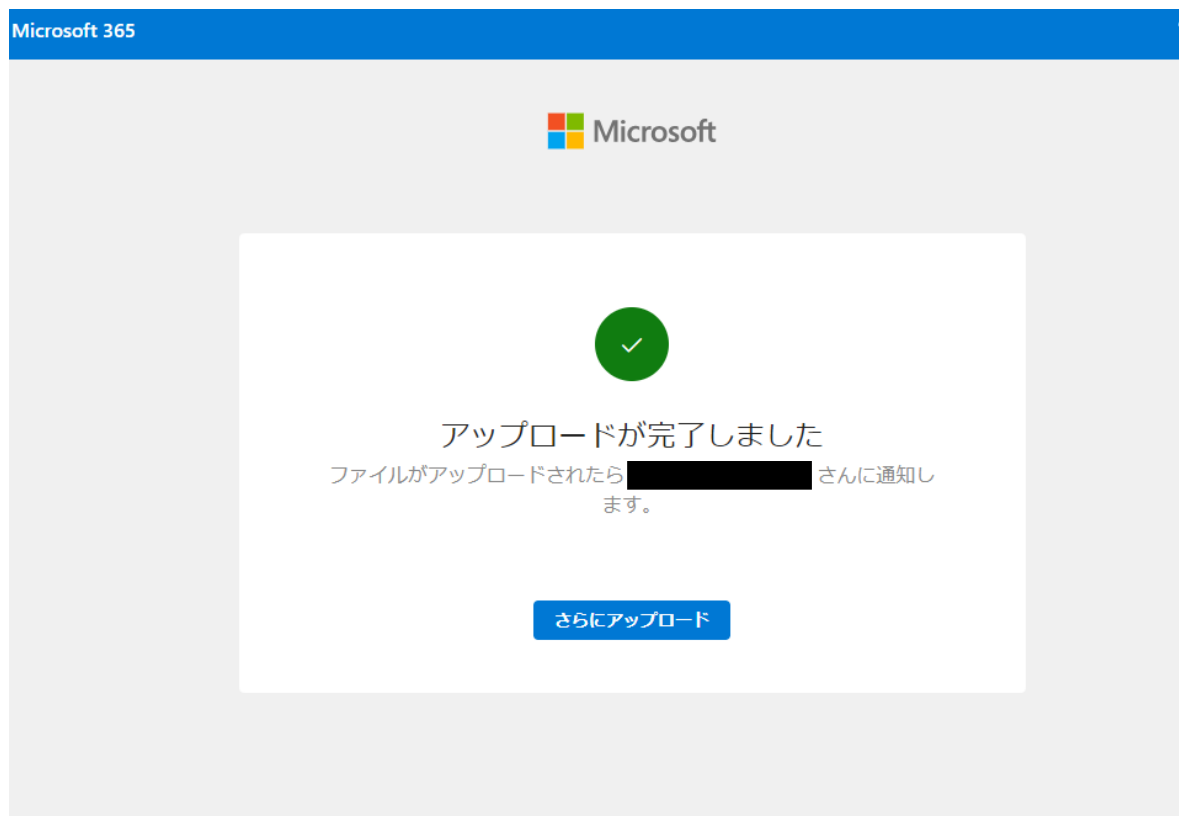 Microsoft 365
Microsoft
アップロードが完了しました
ファイルがアップロードされたら さんに通知し
ます。
さらにアップロード